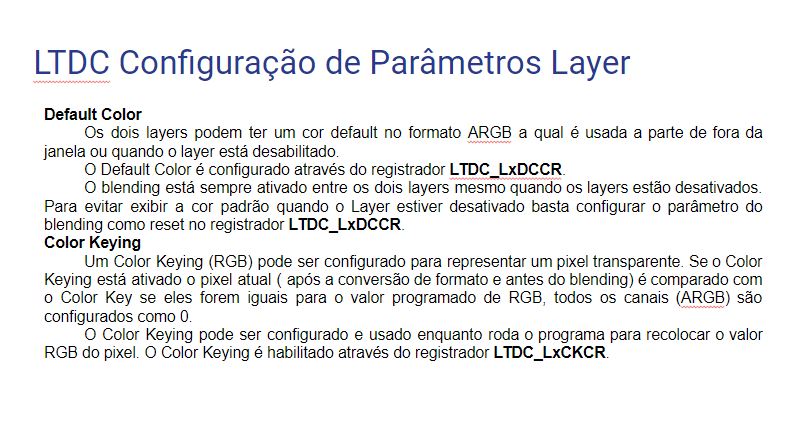 LTDC Configuração de Parâmetros Layer
Default Color
Os dois layers podem ter um cor default no formato ARGB a qual é usada a parte de fora da
janela ou quando o layer está desabilitado.
O Default Color é configurado através do registrador LTDC_LxDCCR.
O blending está sempre ativado entre os dois layers mesmo quando os layers estão desativados.
Para evitar exibir a cor padrão quando o Layer estiver desativado basta configurar o parâmetro do
blending como reset no registrador LTDC_LxDCCR.
Color Keying
Um Color Keying (RGB) pode ser configurado para representar um pixel transparente. Se o Color
Keying está ativado o pixel atual ( após a conversão de formato e antes do blending) é comparado com
o Color Key se eles forem iguais para o valor programado de RGB, todos os canais (ARGB) são
configurados como 0.
O Color Keying pode ser configurado e usado enquanto roda o programa para recolocar o valor
RGB do pixel. O Color Keying é habilitado através do registrador LTDC_LxCKCR.